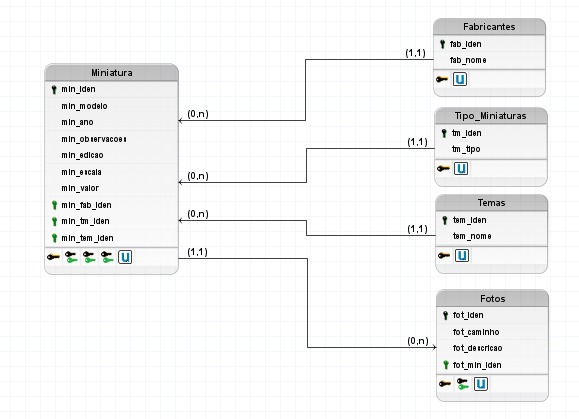 Fabricantes
fab_iden
fab_nome
(1,1)
Miniatura
min_iden
min_modelo
min_ano
min_observacoes
min_edicao
min_escala
min_valor
min_fab_iden
min_tm_iden
min_tem_iden
U
(0,n)
(0,n)
(0,n)
(1,1)
U
Tipo_Miniaturas
tm_iden
tm_tipo
(1,1)
U
Temas
tem_iden
tem_nome
(1,1)
U
Fotos
fot_iden
fot_caminho
fot_descricao
fot_min_iden
(0,n)
U